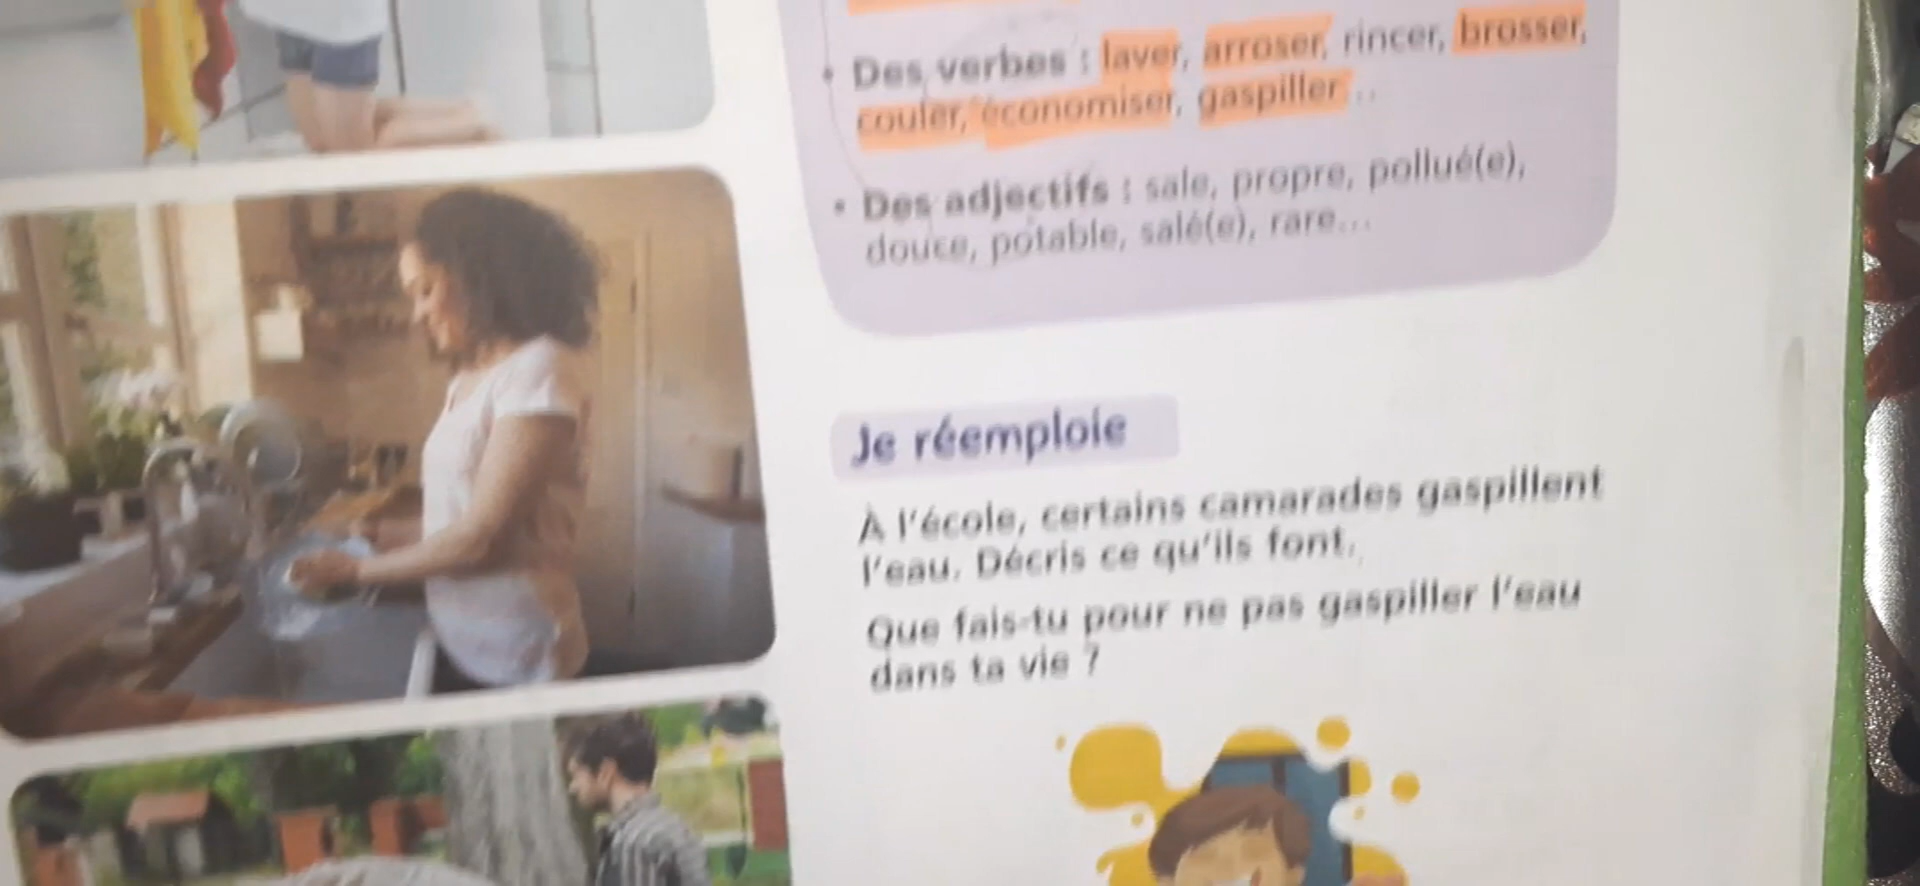 • Des verbes : laver, arroser, rincer, brosser,
couler, économiser, gaspiller...
• Des adjectifs : sale, propre, pollué(e),
douce, potable, salé(e), rare...
Je réemploie
À l'école, certains camarades gaspillent
l'eau. Décris ce qu'ils font.
Que fais-tu pour ne pas gaspiller l'eau
dans ta vie ?